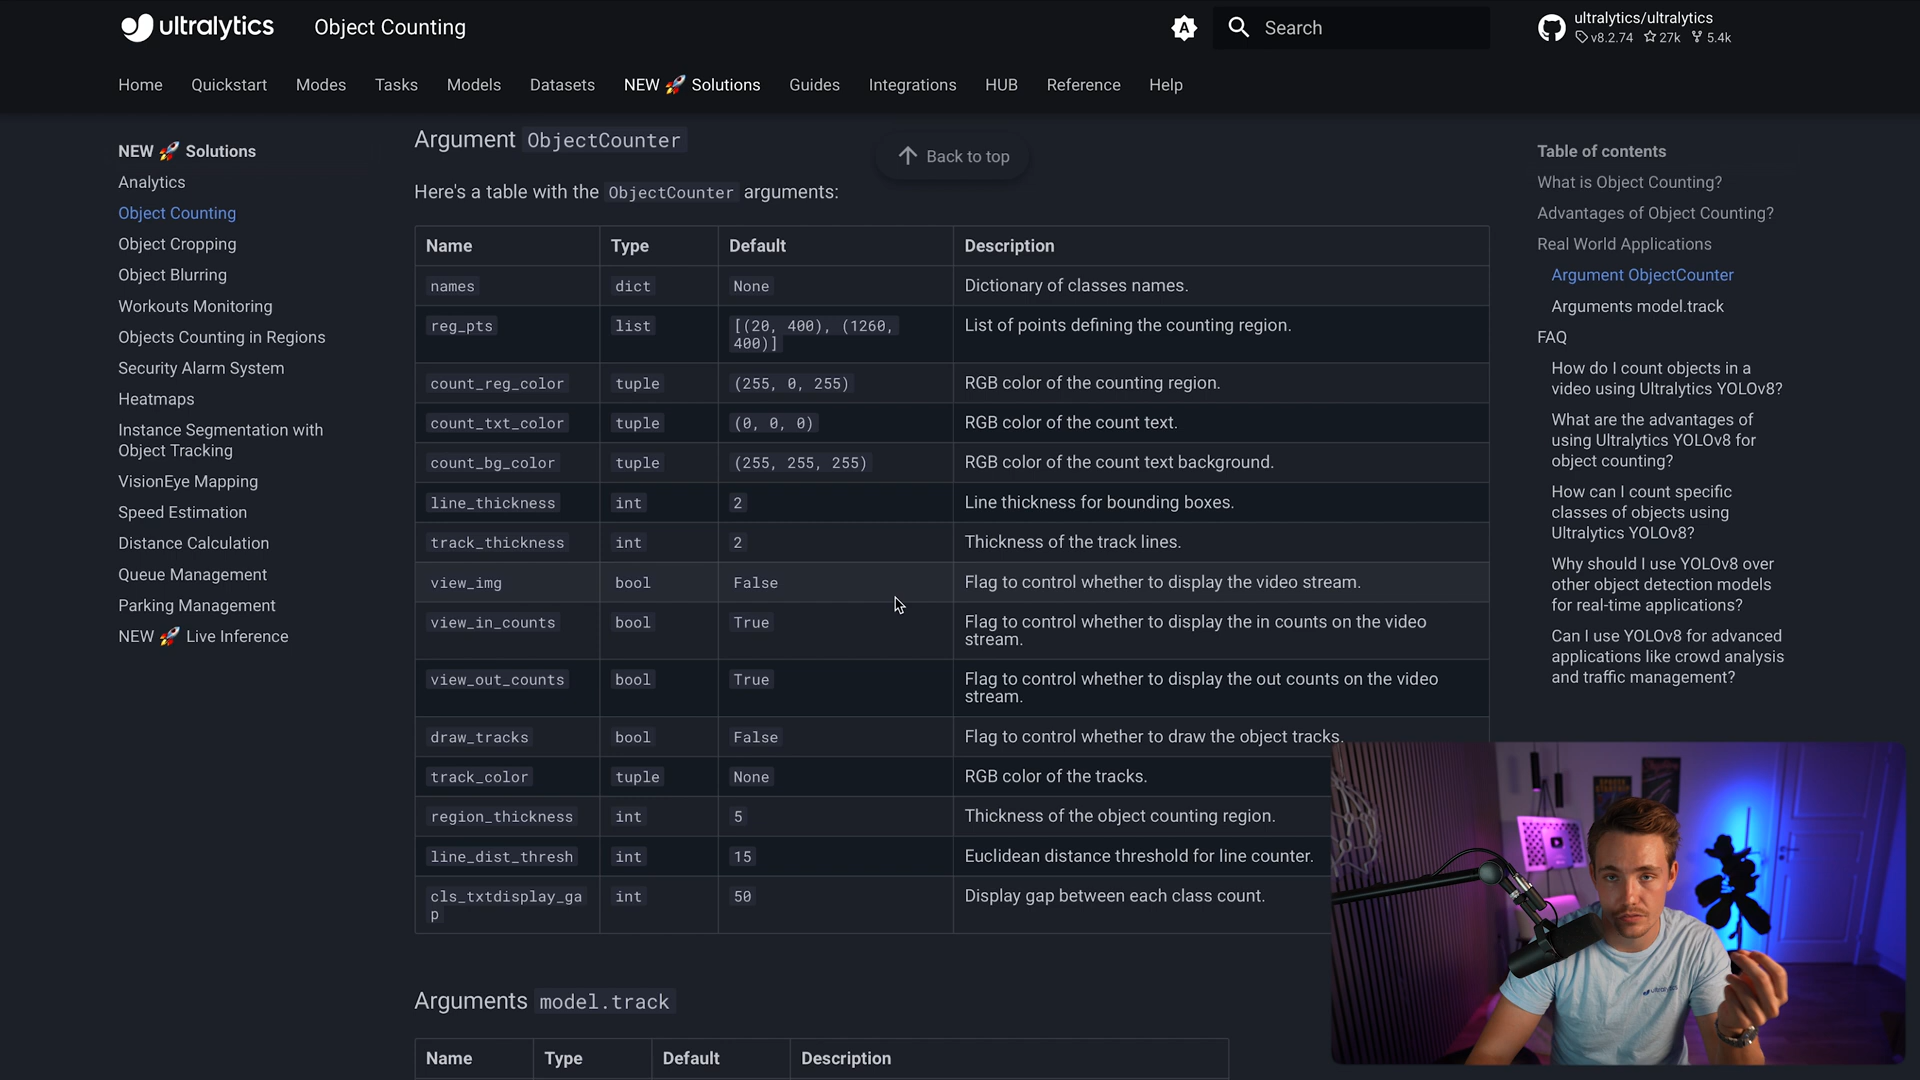 ultralytics
Object Counting
A
Search
ultralytics/ultralytics
v8.2.74 27k 5.4k
Home Quickstart Modes Tasks Models Datasets NEW 🚀 Solutions Guides Integrations HUB Reference Help
NEW 🚀 Solutions
Analytics
Object Counting
Object Cropping
Object Blurring
Workouts Monitoring
Objects Counting in Regions
Security Alarm System
Heatmaps
Instance Segmentation with
Object Tracking
VisionEye Mapping
Speed Estimation
Distance Calculation
Queue Management
Parking Management
NEW 🚀 Live Inference
Argument ObjectCounter
Back to top
Here's a table with the ObjectCounter arguments:
Name Type Default Description
names dict None Dictionary of classes names.
reg_pts list [(20, 400), (1260, List of points defining the counting region.
400)]
count_reg_color tuple (255, 0, 255) RGB color of the counting region.
count_txt_color tuple (0, 0, 0) RGB color of the count text.
count_bg_color tuple (255, 255, 255) RGB color of the count text background.
line_thickness int 2 Line thickness for bounding boxes.
track_thickness int 2 Thickness of the track lines.
view_img bool False Flag to control whether to display the video stream.
view_in_counts bool True Flag to control whether to display the in counts on the video
stream.
view_out_counts bool True Flag to control whether to display the out counts on the video
stream.
draw_tracks bool False Flag to control whether to draw the object tracks.
track_color tuple None RGB color of the tracks.
region_thickness int 5 Thickness of the object counting region.
line_dist_thresh int 15 Euclidean distance threshold for line counter.
cls_txtdisplay_ga int 50 Display gap between each class count.
p
Arguments model.track
Name Type Default Description
Table of contents
What is Object Counting?
Advantages of Object Counting?
Real World Applications
Argument ObjectCounter
Arguments model.track
FAQ
How do I count objects in a
video using Ultralytics YOLOv8?
What are the advantages of
using Ultralytics YOLOv8 for
object counting?
How can I count specific
classes of objects using
Ultralytics YOLOv8?
Why should I use YOLOv8 over
other object detection models
for real-time applications?
Can I use YOLOv8 for advanced
applications like crowd analysis
and traffic management?
ultralytics